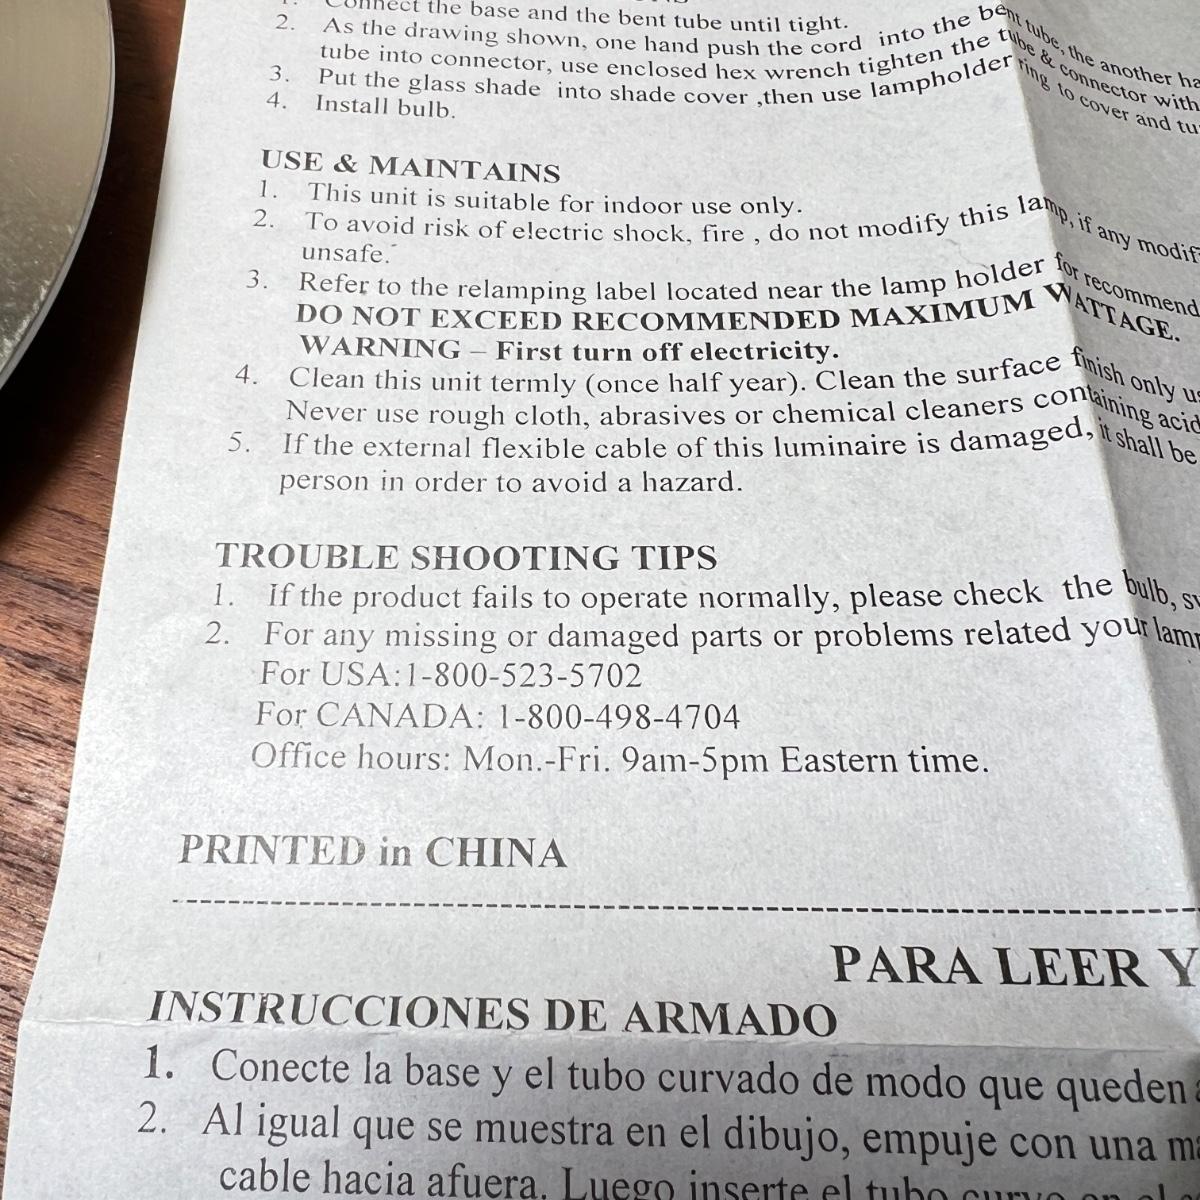 Connect the base and the bent tube until tight.
2. As the drawing shown, one hand push the cord into the bent tube, the another
tube into connector, use enclosed hex wrench tighten the tube & connector with
3. Put the glass shade into shade cover ,then use lampholder ring to cover and
4. Install bulb.
USE & MAINTAINS
1. This unit is suitable for indoor use only.
2. To avoid risk of electric shock, fire , do not modify this lamp, if any
unsafe.
3. Refer to the relamping label located near the lamp holder for
DO NOT EXCEED RECOMMENDED MAXIMUM WATTAGE.
WARNING – First turn off electricity.
4. Clean this unit termly (once half year). Clean the surface finish only
Never use rough cloth, abrasives or chemical cleaners containing acid
5. If the external flexible cable of this luminaire is damaged, it shall be
person in order to avoid a hazard.
TROUBLE SHOOTING TIPS
1. If the product fails to operate normally, please check the bulb,
2. For any missing or damaged parts or problems related your
For USA:1-800-523-5702
For CANADA: 1-800-498-4704
Office hours: Mon.-Fri. 9am-5pm Eastern time.
PRINTED in CHINA
PARA LEER Y
INSTRUCCIONES DE ARMADO
1. Conecte la base y el tubo curvado de modo que queden
2. Al igual que se muestra en el dibujo, empuje con una
cable hacia afuera. Luego inserte el tubo